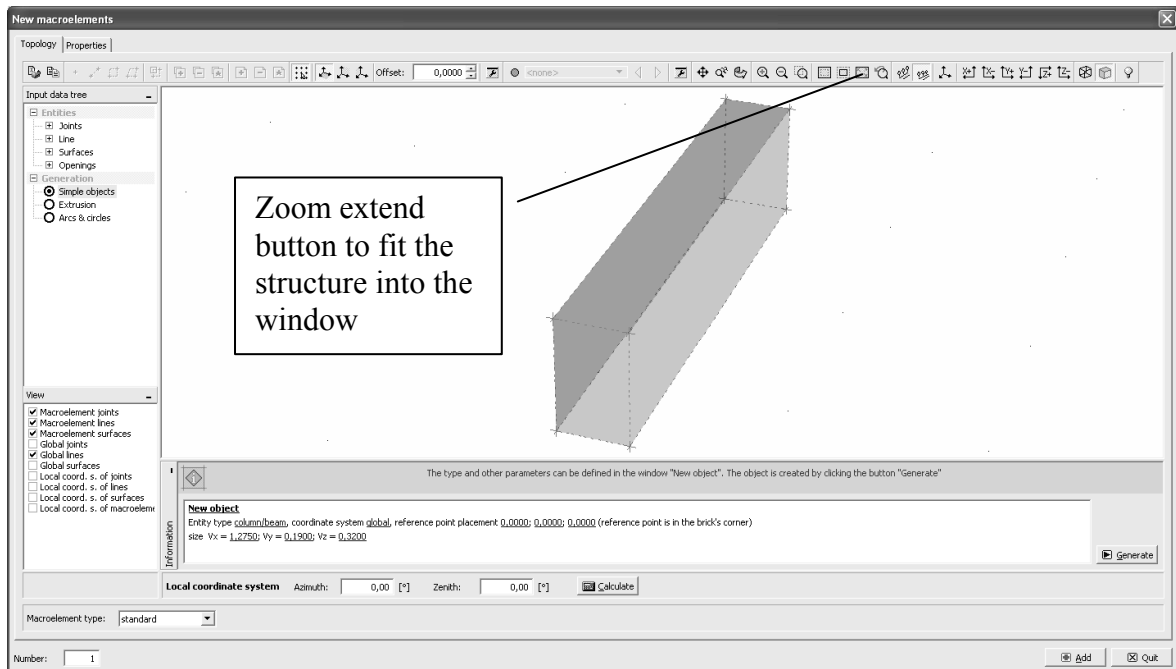 New macroelements
Topology Properties
Offset: 0,0000 <none>
Input data tree
Entities
Joints
Line
Surfaces
Openings
Generation
Simple objects
Extrusion
Arcs & circles
Zoom extend
button to fit the
structure into the
window
View
Macroelement joints
Macroelement lines
Macroelement surfaces
Global joints
Global lines
Global surfaces
Local coord. s. of joints
Local coord. s. of lines
Local coord. s. of surfaces
Local coord. s. of macroeleme
The type and other parameters can be defined in the window "New object". The object is created by clicking the button "Generate"
Information
New object
Entity type column/beam, coordinate system global, reference point placement 0.0000; 0.0000; 0.0000 (reference point is in the brick's corner)
size Vx = 1.2750; Vy = 0.1900; Vz = 0.3200
Generate
Local coordinate system Azimuth: 0,00 [°] Zenith: 0,00 [°] Calculate
Macroelement type: standard
Number: 1 Add Quit